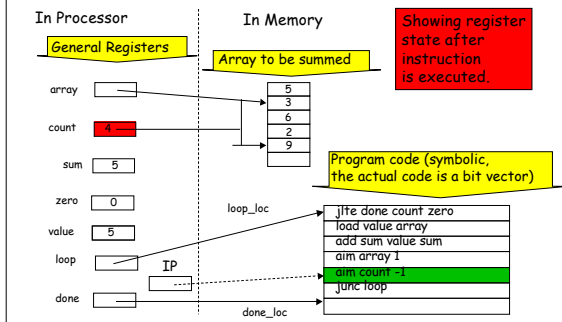 In Processor
In Memory
Showing register
state after
instruction
is executed.
General Registers
Array to be summed
array
5
3
6
2
9
count
4
sum
5
Program code (symbolic,
the actual code is a bit vector)
zero
0
value
5
loop
loop_loc
IP
done
done_loc
jlte done count zero
load value array
add sum value sum
aim array 1
aim count -1
junc loop